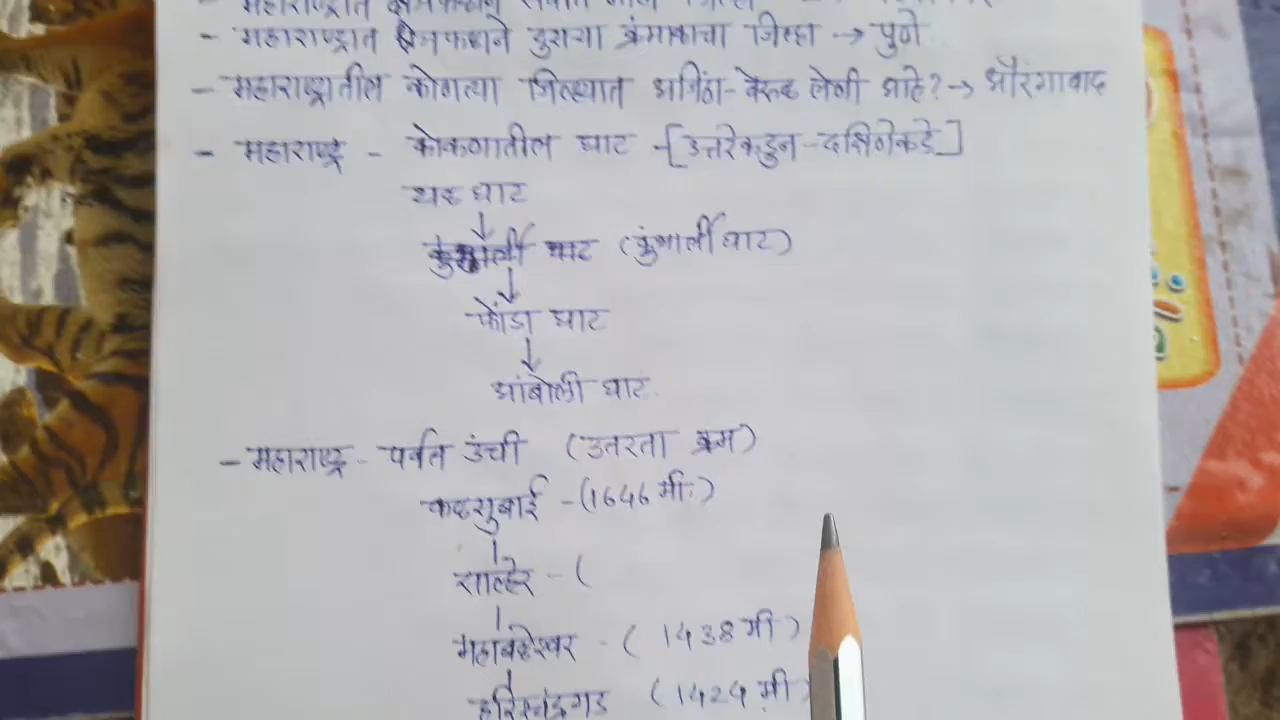 - महाराष्ट्रात
- महाराष्ट्रात क्षेत्रफळाने दुसऱ्या क्रंमाकाचा जिल्हा → पुणे
- महाराष्ट्रातील कोणत्या जिल्ह्यात अजिंठा-वेरुळ लेणी आहे? → औरंगाबाद
- महाराष्ट्र - कोकणातील घाट -[उत्तरेकडुन-दक्षिणेकडे]
थळ घाट
↓
कुंभार्ली घाट (कुंभार्ली घाट)
↓
फोंडा घाट
↓
आंबोली घाट
- महाराष्ट्र - पर्वत उंची (उतरता क्रम)
कळसुबाई - (1646 मी.)
साल्हेर - (
महाबळेश्वर - ( 1438 मी )
हरिश्चंद्रगड (1424 मी)